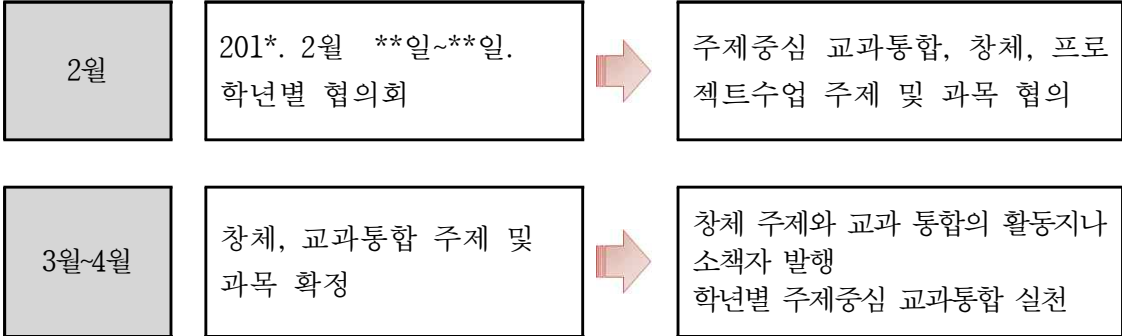 2월
201*. 2월 **일~**일.
학년별 협의회
주제중심 교과통합, 창체, 프로
젝트수업 주제 및 과목 협의
3월~4월
창체, 교과통합 주제 및
과목 확정
창체 주제와 교과 통합의 활동지나
소책자 발행
학년별 주제중심 교과통합 실천